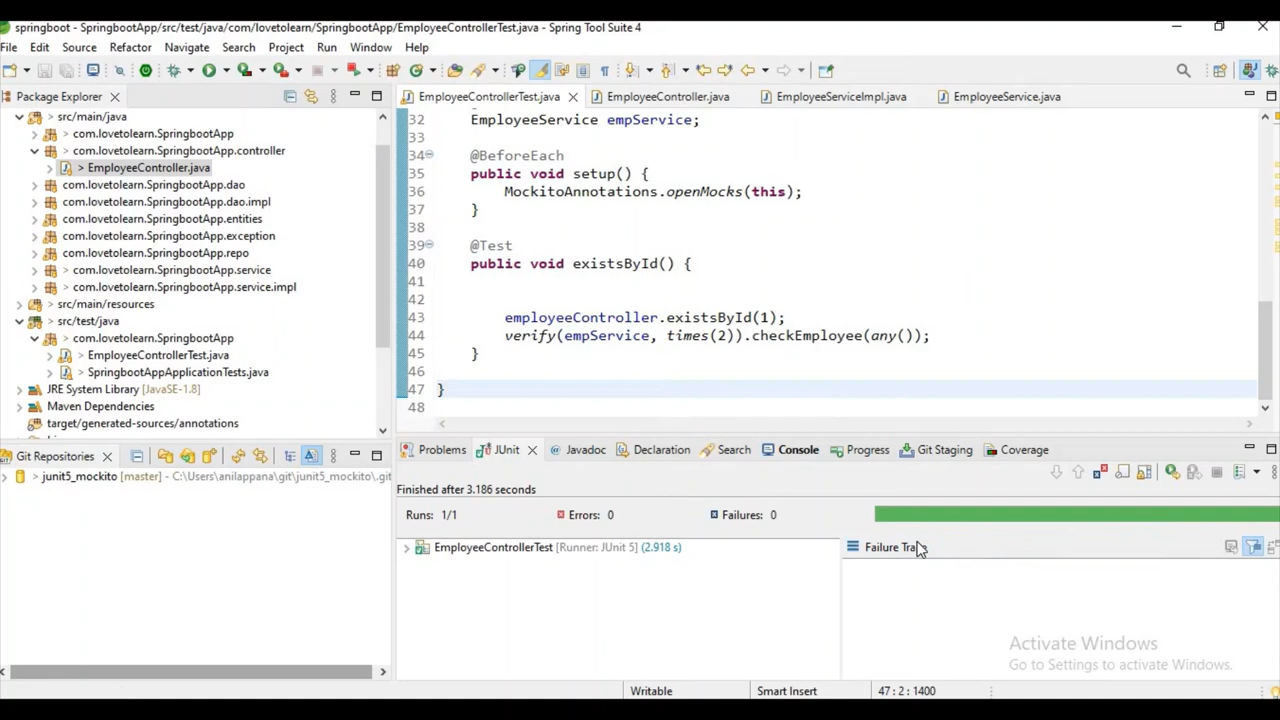 springboot - SpringbootApp/src/test/java/com/lovetolearn/SpringbootApp/EmployeeControllerTest.java - Spring Tool Suite 4
File Edit Source Refactor Navigate Search Project Run Window Help
Package Explorer
src/main/java
com.lovetolearn.SpringbootApp
com.lovetolearn.SpringbootApp.controller
> EmployeeController.java
com.lovetolearn.SpringbootApp.dao
com.lovetolearn.SpringbootApp.dao.impl
com.lovetolearn.SpringbootApp.entities
com.lovetolearn.SpringbootApp.exception
com.lovetolearn.SpringbootApp.repo
> com.lovetolearn.SpringbootApp.service
> com.lovetolearn.SpringbootApp.service.impl
> src/main/resources
> src/test/java
> com.lovetolearn.SpringbootApp
> EmployeeControllerTest.java
> SpringbootAppApplicationTests.java
JRE System Library [JavaSE-1.8]
Maven Dependencies
target/generated-sources/annotations
EmployeeControllerTest.java EmployeeController.java EmployeeServiceImpl.java EmployeeService.java
32 EmployeeService empService;
33
34 @BeforeEach
35 public void setup() {
36 MockitoAnnotations.openMocks(this);
37 }
38
39 @Test
40 public void existsById() {
41
42
43 employeeController.existsById(1);
44 verify(empService, times(2)).checkEmployee(any());
45 }
46
47 }
48
Git Repositories
> junit5_mockito [master] - C:\Users\anilappana\git\junit5_mockito\.git
Problems JUnit Javadoc Declaration Search Console Progress Git Staging Coverage
Finished after 3.186 seconds
Runs: 1/1 Errors: 0 Failures: 0
EmployeeControllerTest [Runner: JUnit 5] (2.918 s)
Failure Tra
Activate Windows
Go to Settings to activate Windows.
Writable Smart Insert 47 : 2 : 1400